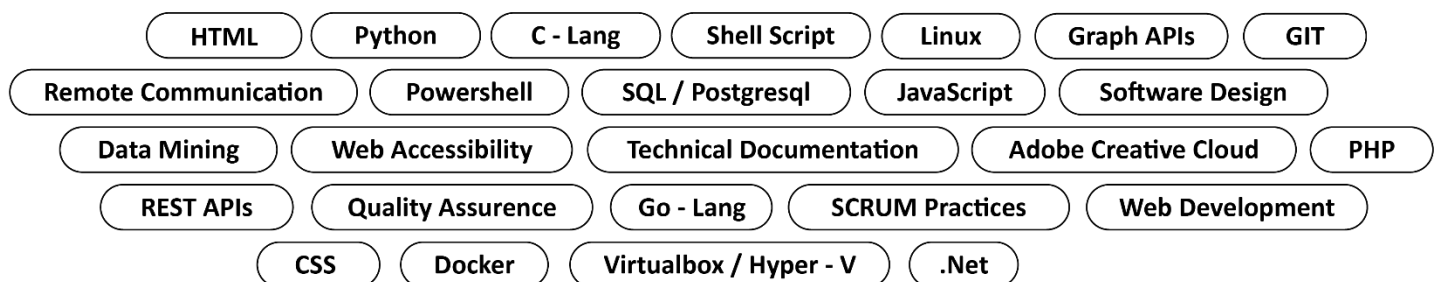 HTML Python C - Lang Shell Script Linux Graph APIs GIT
Remote Communication Powershell SQL / Postgresql JavaScript Software Design
Data Mining Web Accessibility Technical Documentation Adobe Creative Cloud PHP
REST APIs Quality Assurence Go - Lang SCRUM Practices Web Development
CSS Docker Virtualbox / Hyper - V .Net